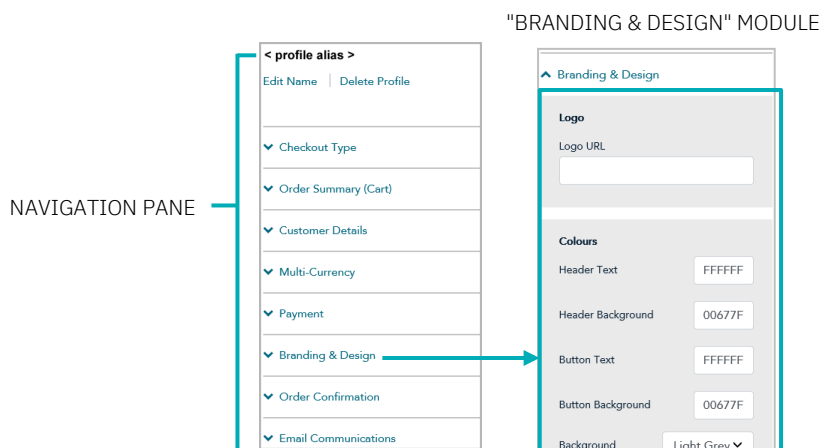 "BRANDING & DESIGN" MODULE
NAVIGATION PANE
< profile alias >
Edit Name | Delete Profile
Checkout Type
Order Summary (Cart)
Customer Details
Multi-Currency
Payment
Branding & Design
Order Confirmation
Email Communications
Branding & Design
Logo
Logo URL
Colours
Header Text FFFFFF
Header Background 00677F
Button Text FFFFFF
Button Background 00677F
Background Light Grey